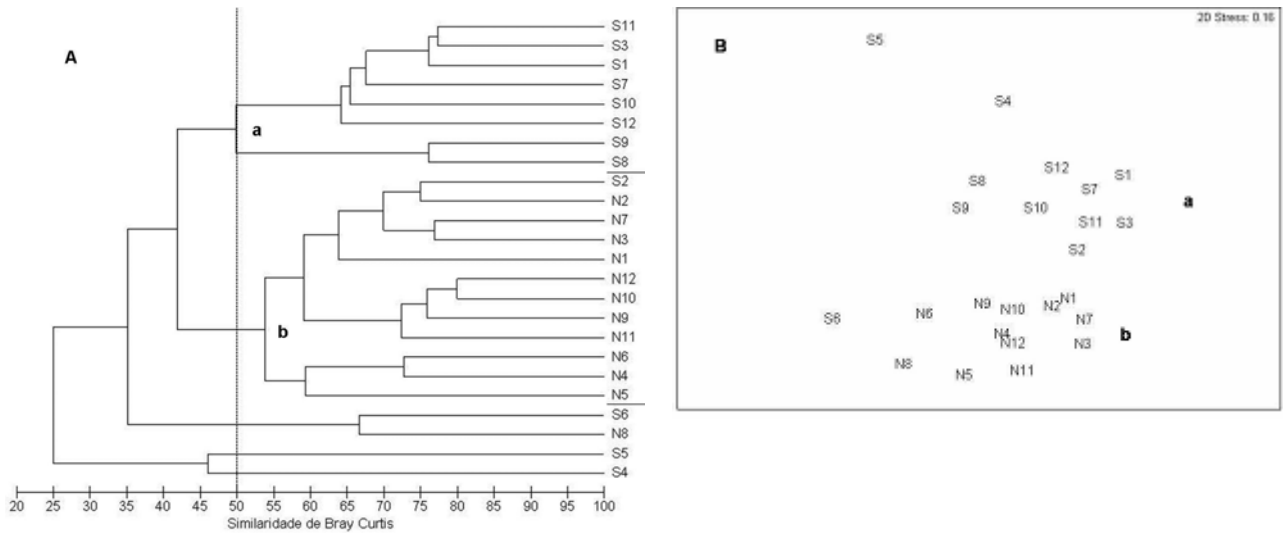 A
S11
S3
S1
S7
S10
S12
S9
S8
S2
N2
N7
N3
N1
N12
N10
N9
N11
N6
N4
N5
S6
N8
S5
S4
a
b
20 25 30 35 40 45 50 55 60 65 70 75 80 85 90 95 100
Similaridade de Bray Curtis
2D Stress: 0.16
B
S5
S4
S12
S8
S1
S7
a
S9
S10
S11
S3
S2
N9
N1
N10
N2
N6
S6
N7
N4
b
N12
N3
N8
N5
N11